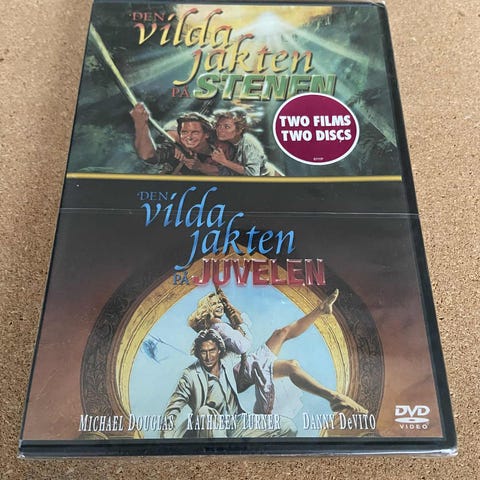 DEN
vilda
jakten
PÅ STENEN
TWO FILMS
TWO DISCS
DEN
vilda
jakten
PÅ JUVELEN
MICHAEL DOUGLAS KATHLEEN TURNER DANNY DeVITO
DVD
VIDEO